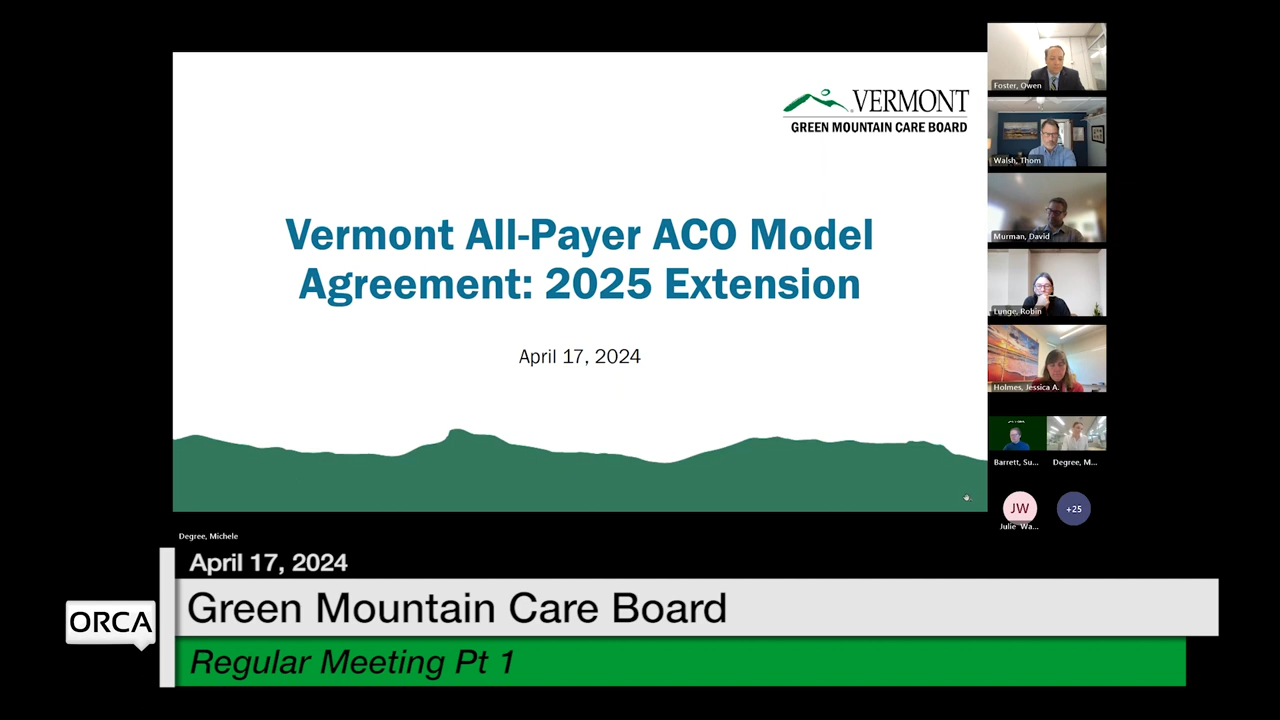 VERMONT
GREEN MOUNTAIN CARE BOARD
Vermont All-Payer ACO Model
Agreement: 2025 Extension
April 17, 2024
Foster, Owen
Walsh, Thom
Murman, David
Lunge, Robin
Holmes, Jessica A.
Barrett, Su...
Degree, M...
JW
+25
Julie Wa...
Degree, Michele
April 17, 2024
ORCA
Green Mountain Care Board
Regular Meeting Pt 1